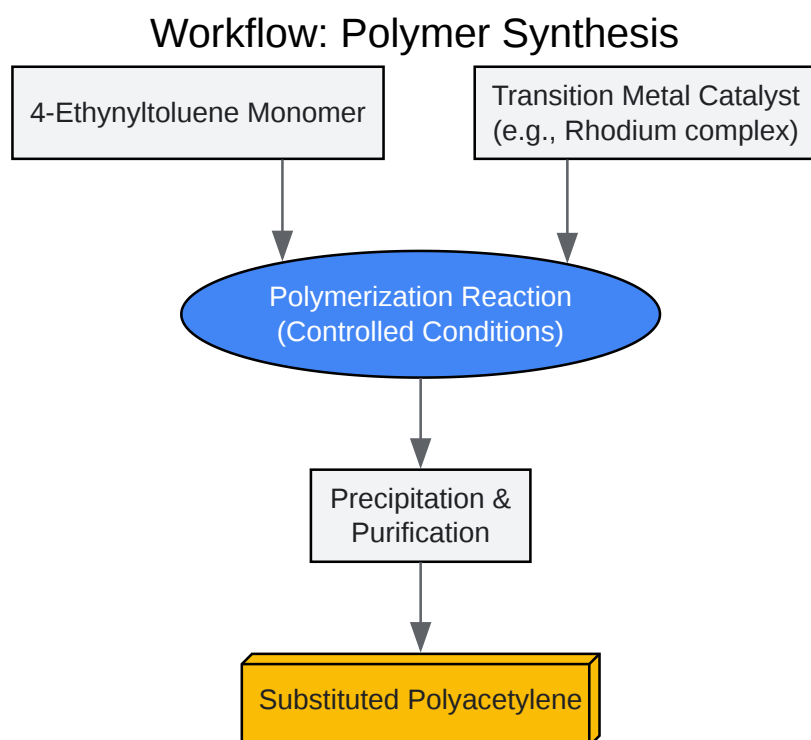 Workflow: Polymer Synthesis
4-Ethynyltoluene Monomer
Transition Metal Catalyst
(e.g., Rhodium complex)
Polymerization Reaction
(Controlled Conditions)
Precipitation &
Purification
Substituted Polyacetylene